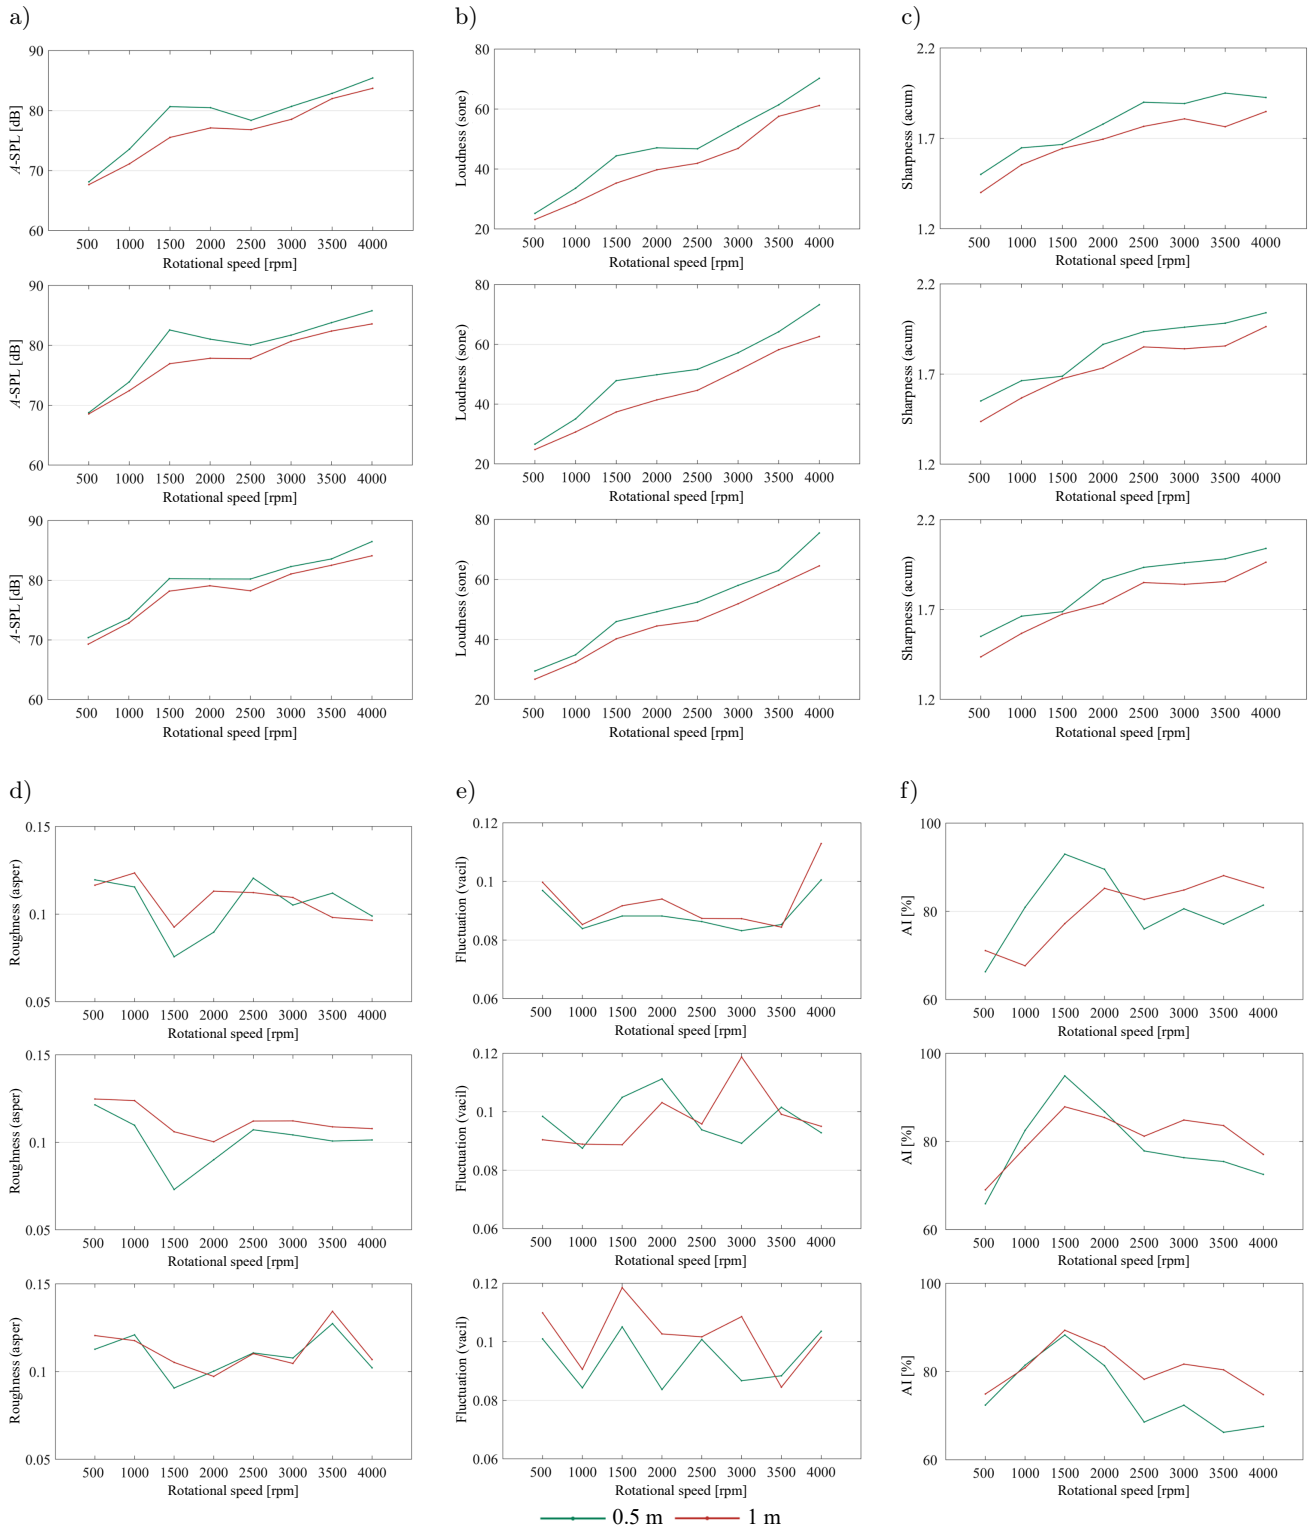 a)
90
80
70
60
A-SPL [dB]
500 1000 1500 2000 2500 3000 3500 4000
Rotational speed [rpm]
90
80
70
60
A-SPL [dB]
500 1000 1500 2000 2500 3000 3500 4000
Rotational speed [rpm]
90
80
70
60
A-SPL [dB]
500 1000 1500 2000 2500 3000 3500 4000
Rotational speed [rpm]
b)
80
60
40
20
Loudness (sone)
500 1000 1500 2000 2500 3000 3500 4000
Rotational speed [rpm]
80
60
40
20
Loudness (sone)
500 1000 1500 2000 2500 3000 3500 4000
Rotational speed [rpm]
80
60
40
20
Loudness (sone)
500 1000 1500 2000 2500 3000 3500 4000
Rotational speed [rpm]
c)
2.2
1.7
1.2
Sharpness (acum)
500 1000 1500 2000 2500 3000 3500 4000
Rotational speed [rpm]
2.2
1.7
1.2
Sharpness (acum)
500 1000 1500 2000 2500 3000 3500 4000
Rotational speed [rpm]
2.2
1.7
1.2
Sharpness (acum)
500 1000 1500 2000 2500 3000 3500 4000
Rotational speed [rpm]
d)
0.15
0.1
0.05
Roughness (asper)
500 1000 1500 2000 2500 3000 3500 4000
Rotational speed [rpm]
0.15
0.1
0.05
Roughness (asper)
500 1000 1500 2000 2500 3000 3500 4000
Rotational speed [rpm]
0.15
0.1
0.05
Roughness (asper)
500 1000 1500 2000 2500 3000 3500 4000
Rotational speed [rpm]
e)
0.12
0.1
0.08
0.06
Fluctuation (vacil)
500 1000 1500 2000 2500 3000 3500 4000
Rotational speed [rpm]
0.12
0.1
0.08
0.06
Fluctuation (vacil)
500 1000 1500 2000 2500 3000 3500 4000
Rotational speed [rpm]
0.12
0.1
0.08
0.06
Fluctuation (vacil)
500 1000 1500 2000 2500 3000 3500 4000
Rotational speed [rpm]
f)
100
80
60
AI [%]
500 1000 1500 2000 2500 3000 3500 4000
Rotational speed [rpm]
100
80
60
AI [%]
500 1000 1500 2000 2500 3000 3500 4000
Rotational speed [rpm]
100
80
60
AI [%]
500 1000 1500 2000 2500 3000 3500 4000
Rotational speed [rpm]
0.5 m 1 m